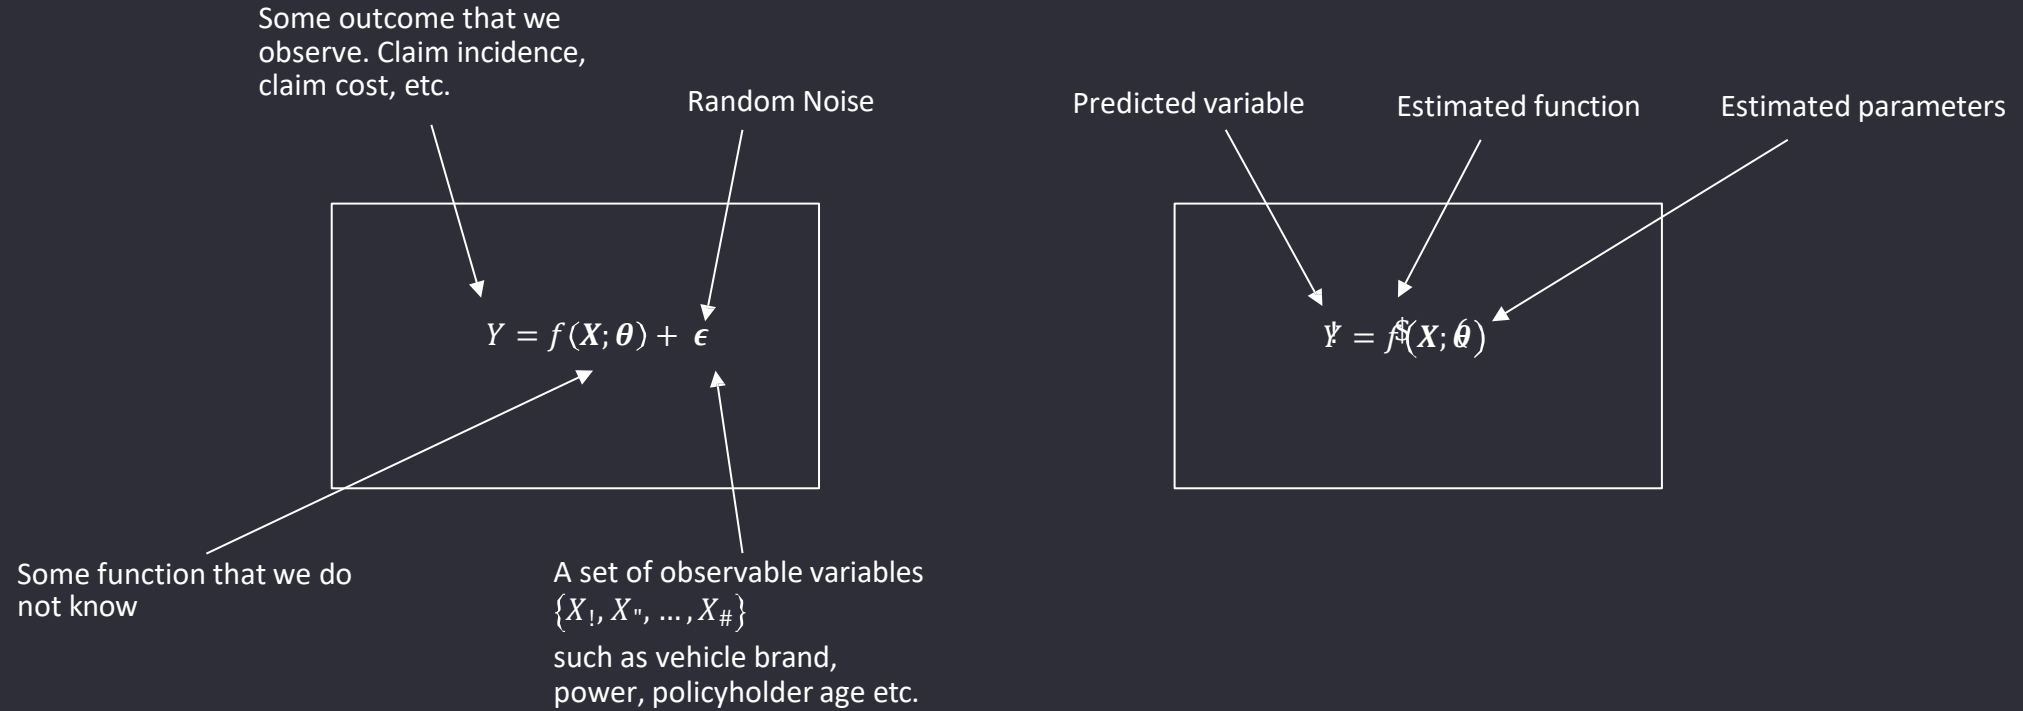 Some outcome that we
observe. Claim incidence,
claim cost, etc.
Random Noise
Y = f(X; θ) + ϵ
Some function that we do
not know
A set of observable variables
{X!, X", … , X#}
such as vehicle brand,
power, policyholder age etc.
Predicted variable
Estimated function
Estimated parameters
Y! = f$(X; θ()